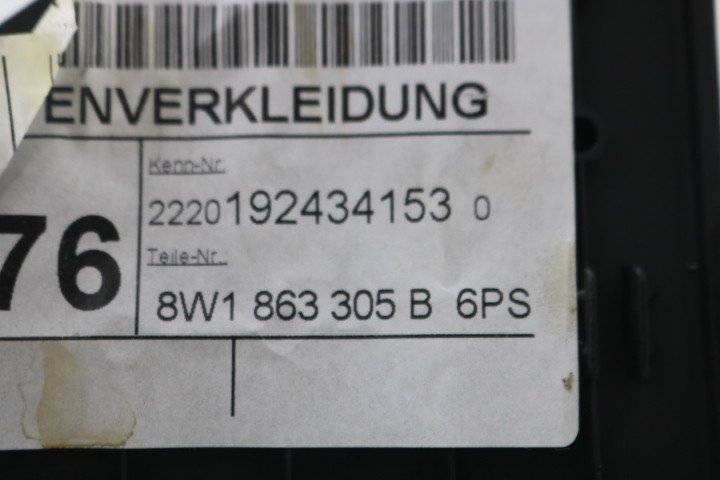 ENVERKLEIDUNG
Kenn-Nr.
2220192434153 0
76
Teile-Nr.:
8W1 863 305 B 6PS